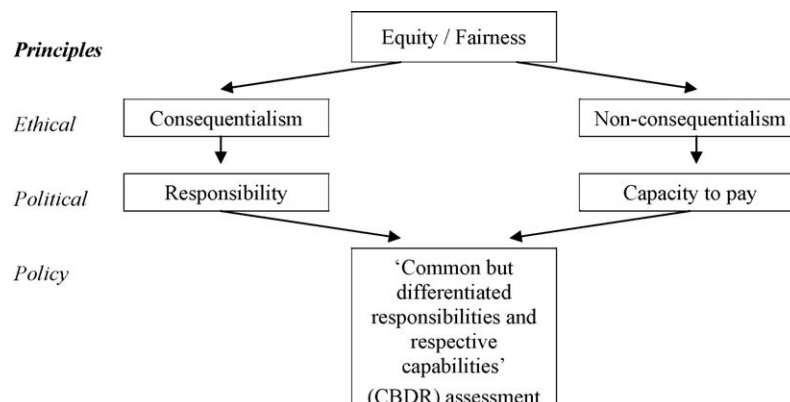 Equity / Fairness
Principles
Ethical
Consequentialism
Non-consequentialism
Political
Responsibility
Capacity to pay
Policy
‘Common but
differentiated
responsibilities and
respective
capabilities’
(CBDR) assessment